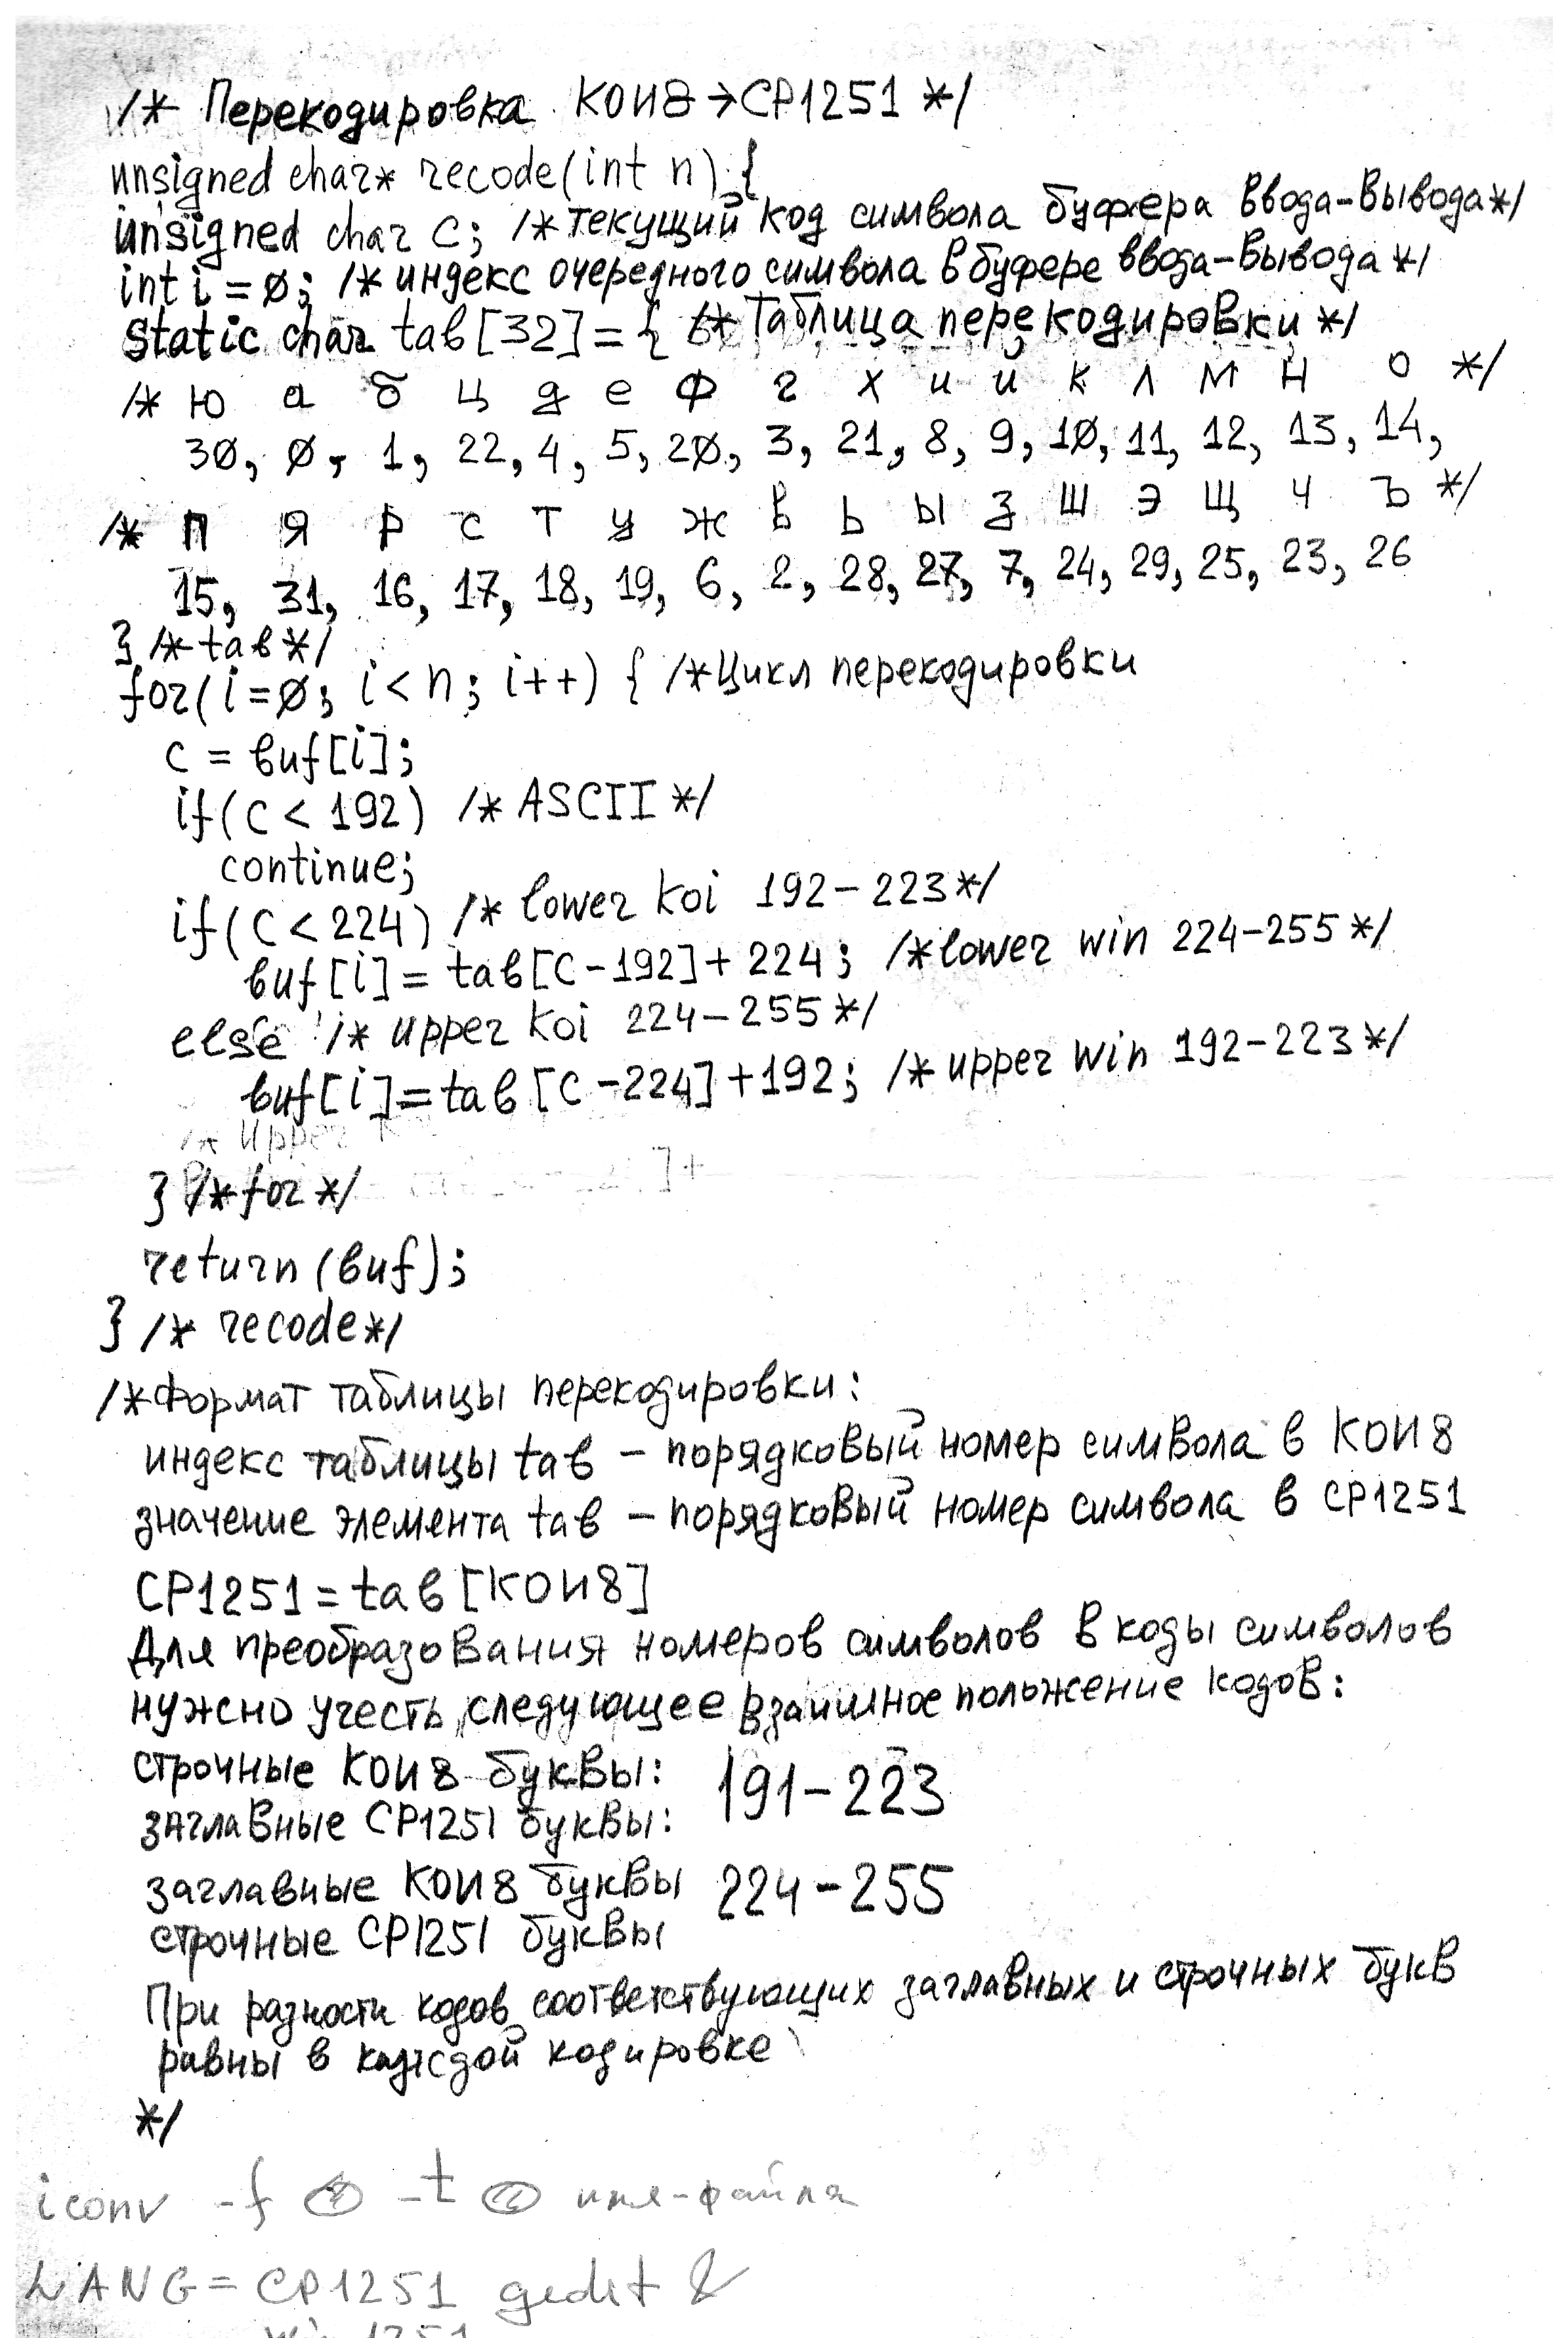 /* Перекодировка КОИ8→CP1251 */
unsigned char* recode(int n) {
unsigned char c; /* текущий код символа буфера ввода-вывода*/
int i = 0; /* индекс очередного символа в буфере ввода-вывода */
static char tab[32] = { /* Таблица перекодировки */
/* ю а б ц д е ф г х и й к л м н о */
30, 0, 1, 22, 4, 5, 20, 3, 21, 8, 9, 10, 11, 12, 13, 14,
/* п я р с т у ж в ь ы з ш э щ ч ъ */
15, 31, 16, 17, 18, 19, 6, 2, 28, 27, 7, 24, 29, 25, 23, 26
} /*tab*/
for(i=0; i<n; i++) { /*Цикл перекодировки
c = buf[i];
if(c < 192) /* ASCII */
continue;
if(c < 224) /* lower koi 192-223*/
buf[i] = tab[c-192]+224; /*lower win 224-255*/
else /* upper koi 224-255*/
buf[i]=tab[c-224]+192; /* upper win 192-223*/
/* Upper
]+
} /*for */
return (buf);
} /* recode*/
/*Формат таблицы перекодировки:
индекс таблицы tab - порядковый номер символа в КОИ8
значение элемента tab - порядковый номер символа в CP1251
CP1251 = tab [КОИ8]
Для преобразования номеров символов в коды символов
нужно учесть следующее взаимное положение кодов:
строчные КОИ8 буквы: 191-223
заглавные CP1251 буквы:
заглавные КОИ8 буквы 224-255
строчные CP1251 буквы
При разности кодов соответствующих заглавных и строчных букв
равны в каждой кодировке
*/
iconv -f -t имя-файла
LANG = CP1251 gedit &
1251